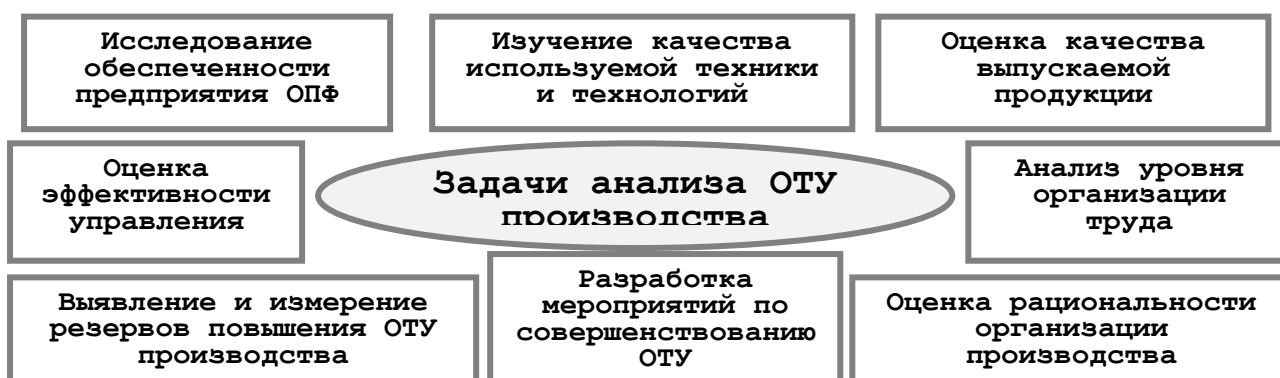 Исследование
обеспеченности
предприятия ОПФ
Изучение качества
используемой техники
и технологий
Оценка качества
выпускаемой
продукции
Оценка
эффективности
управления
Задачи анализа ОТУ
производства
Анализ уровня
организации
труда
Выявление и измерение
резервов повышения ОТУ
производства
Разработка
мероприятий по
совершенствованию
ОТУ
Оценка рациональности
организации
производства